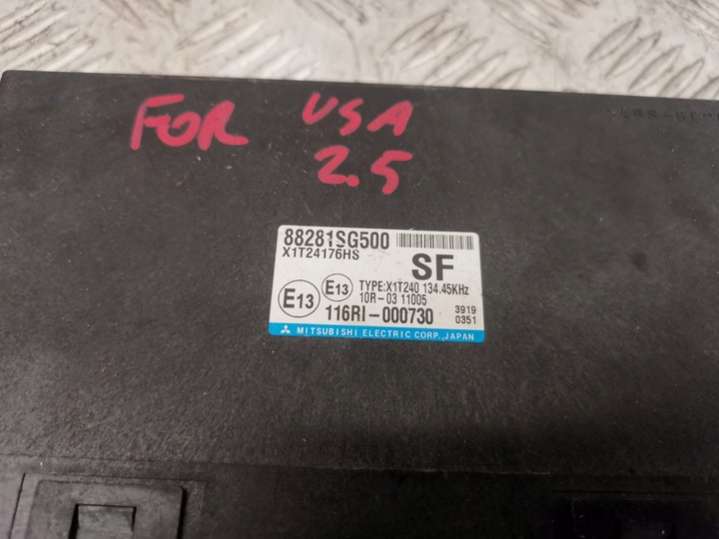 FOR USA
2.5
88281SG500
X1T24176HS
SF
E13 E13 TYPE:X1T240 134.45KHz
10R-03 11005
116RI-000730 3919
0351
MITSUBISHI ELECTRIC CORP., JAPAN